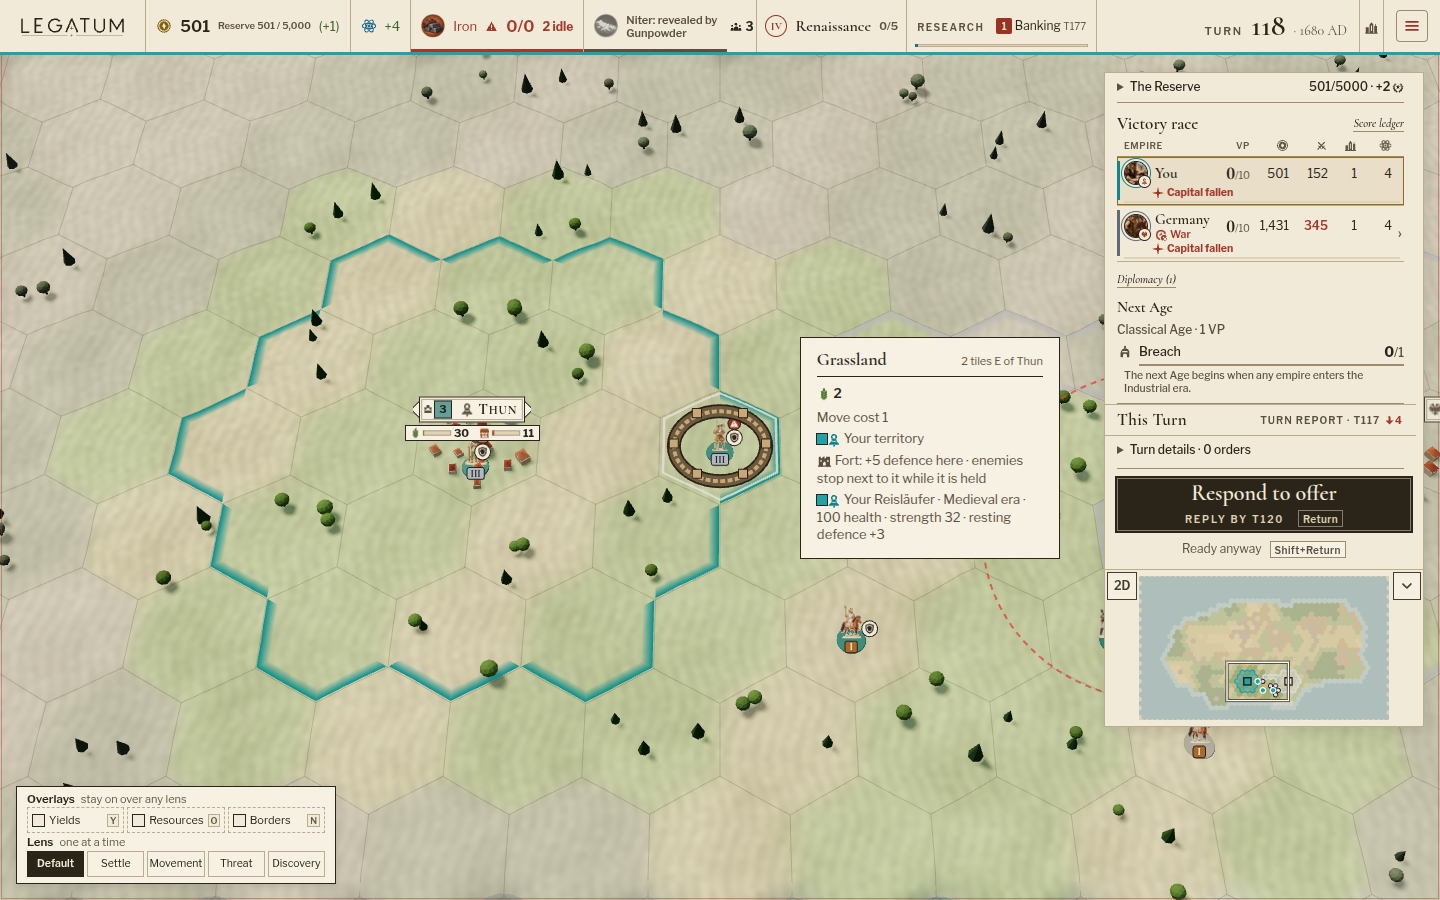 LEGATUM
501 Reserve 501 / 5,000 (+1)
+4
Iron 0/0 2 idle
Niter: revealed by
Gunpowder
3
IV Renaissance 0/5
RESEARCH 1 Banking T177
TURN 118 · 1680 AD
The Reserve 501/5000 · +2
Victory race Score ledger
EMPIRE VP
You 0/10 501 152 1 4
Capital fallen
Germany 0/10 1,431 345 1 4 ›
War
Capital fallen
Diplomacy (1)
Next Age
Classical Age · 1 VP
Breach 0/1
The next Age begins when any empire enters the
Industrial era.
This Turn TURN REPORT · T117 4
Turn details · 0 orders
Respond to offer
REPLY BY T120 Return
Ready anyway Shift+Return
2D
Grassland 2 tiles E of Thun
2
Move cost 1
Your territory
Fort: +5 defence here · enemies
stop next to it while it is held
Your Reisläufer · Medieval era ·
100 health · strength 32 · resting
defence +3
3 THUN
30 11
III
III
I
I
Overlays stay on over any lens
Yields Y Resources O Borders N
Lens one at a time
Default Settle Movement Threat Discovery